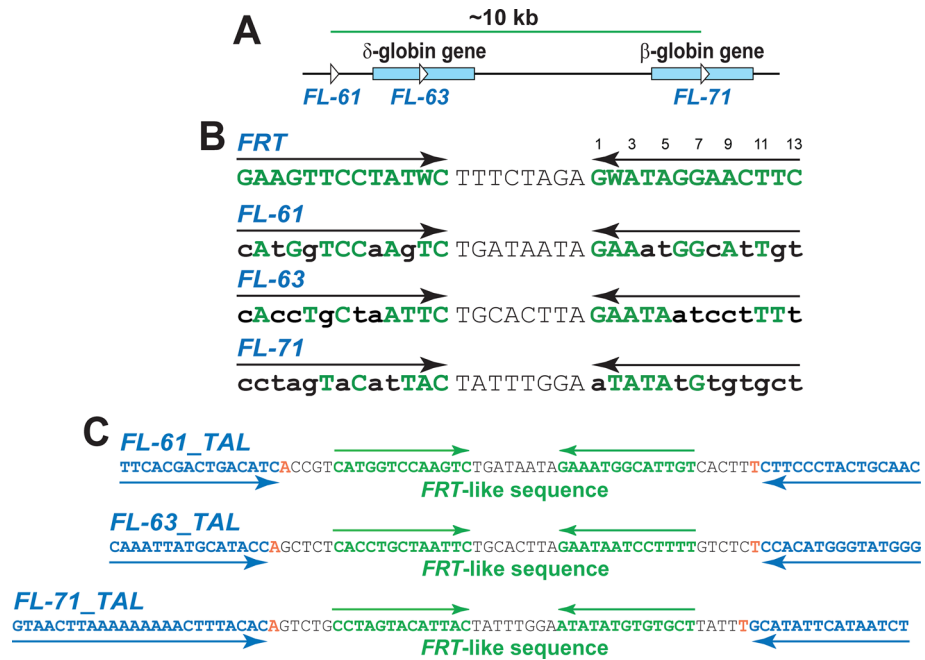 A
~10 kb
δ-globin gene β-globin gene
FL-61 FL-63 FL-71
B
FRT 1 3 5 7 9 11 13
GAAGTTCCTATWC TTTCTAGA GWATAGGAACTTC
FL-61
cAtGgTCCaAgTC TGATAATA GAAatGGcAtTgt
FL-63
cAccTgCtaATTC TGCACTTA GAATAatcctTTt
FL-71
cctagTaCatTAC TATTTGGA aTATAtGtgtgct
C
FL-61_TAL
TTCACGACTGACATCACCGTCATGGTCCAAGTCTGATAATAGAAATGGCATTGTCACTTTCTTCCCTACTGCAAC
FRT-like sequence
FL-63_TAL
CAAATTATGCATACCAGCTCTCACCTGCTAATTCTGCACTTAGAATAATCCTTTTGTCTCTCCACATGGGTATGGG
FRT-like sequence
FL-71_TAL
GTAACTTAAAAAAAAACTTTACACAGTCTGCCTAGTACATTACTATTTGGAATATATGTGTGCTTATTTGCATATTCATAATCT
FRT-like sequence